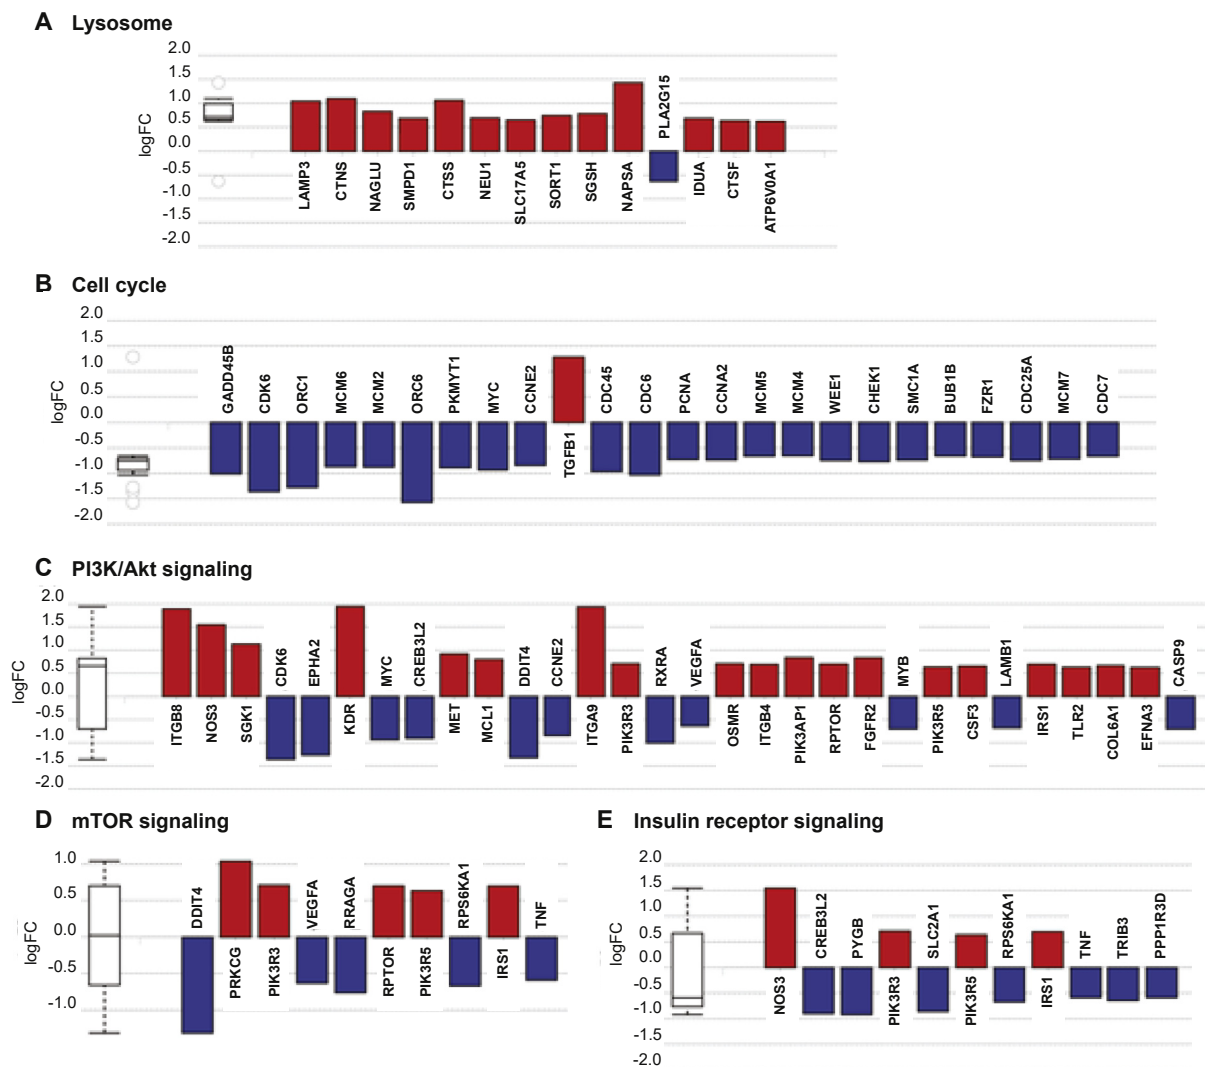 A Lysosome
logFC
2.0
1.5
1.0
0.5
0.0
-0.5
-1.0
-1.5
-2.0
LAMP3
CTNS
NAGLU
SMPD1
CTSS
NEU1
SLC17A5
SORT1
SGSH
NAPSA
PLA2G15
IDUA
CTSF
ATP6V0A1
B Cell cycle
logFC
2.0
1.5
1.0
0.5
0.0
-0.5
-1.0
-1.5
-2.0
GADD45B
CDK6
ORC1
MCM6
MCM2
ORC6
PKMYT1
MYC
CCNE2
TGFB1
CDC45
CDC6
PCNA
CCNA2
MCM5
MCM4
WEE1
CHEK1
SMC1A
BUB1B
FZR1
CDC25A
MCM7
CDC7
C PI3K/Akt signaling
logFC
2.0
1.5
1.0
0.5
0.0
-0.5
-1.0
-1.5
-2.0
ITGB8
NOS3
SGK1
CDK6
EPHA2
KDR
MYC
CREB3L2
MET
MCL1
DDIT4
CCNE2
ITGA9
PIK3R3
RXRA
VEGFA
OSMR
ITGB4
PIK3AP1
RPTOR
FGFR2
MYB
PIK3R5
CSF3
LAMB1
IRS1
TLR2
COL6A1
EFNA3
CASP9
D mTOR signaling
logFC
1.0
0.5
0.0
-0.5
-1.0
DDIT4
PRKCG
PIK3R3
VEGFA
RRAGA
RPTOR
PIK3R5
RPS6KA1
IRS1
TNF
E Insulin receptor signaling
logFC
2.0
1.5
1.0
0.5
0.0
-0.5
-1.0
-1.5
-2.0
NOS3
CREB3L2
PYGB
PIK3R3
SLC2A1
PIK3R5
RPS6KA1
IRS1
TNF
TRIB3
PPP1R3D